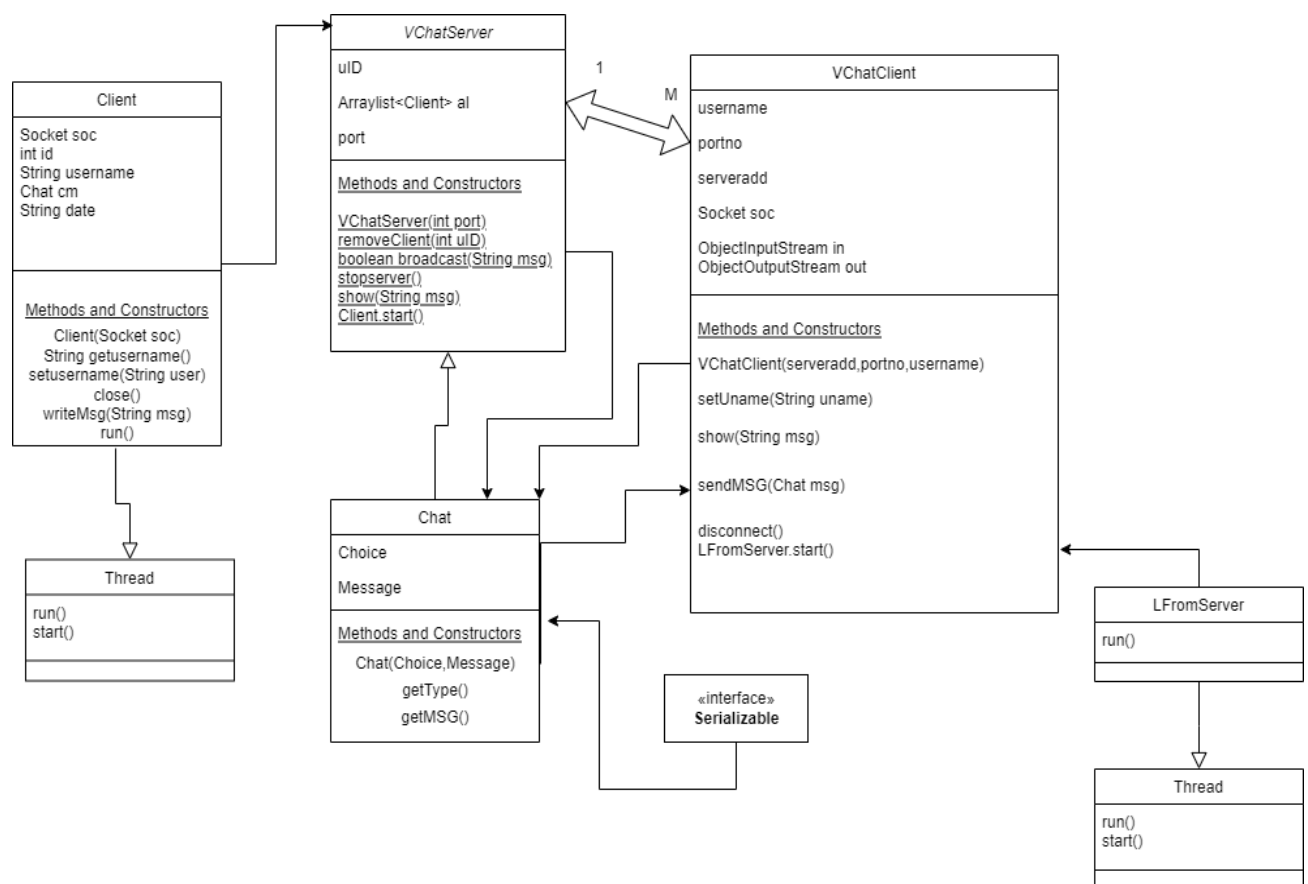 Client
Socket soc
int id
String username
Chat cm
String date
Methods and Constructors
Client(Socket soc)
String getusername()
setusername(String user)
close()
writeMsg(String msg)
run()
Thread
run()
start()
VChatServer
uID
Arraylist<Client> al
port
Methods and Constructors
VChatServer(int port)
removeClient(int uID)
boolean broadcast(String msg)
stopserver()
show(String msg)
Client.start()
1
M
Chat
Choice
Message
Methods and Constructors
Chat(Choice,Message)
getType()
getMSG()
VChatClient
username
portno
serveradd
Socket soc
ObjectInputStream in
ObjectOutputStream out
Methods and Constructors
VChatClient(serveradd,portno,username)
setUname(String uname)
show(String msg)
sendMSG(Chat msg)
disconnect()
LFromServer.start()
«interface»
Serializable
LFromServer
run()
Thread
run()
start()